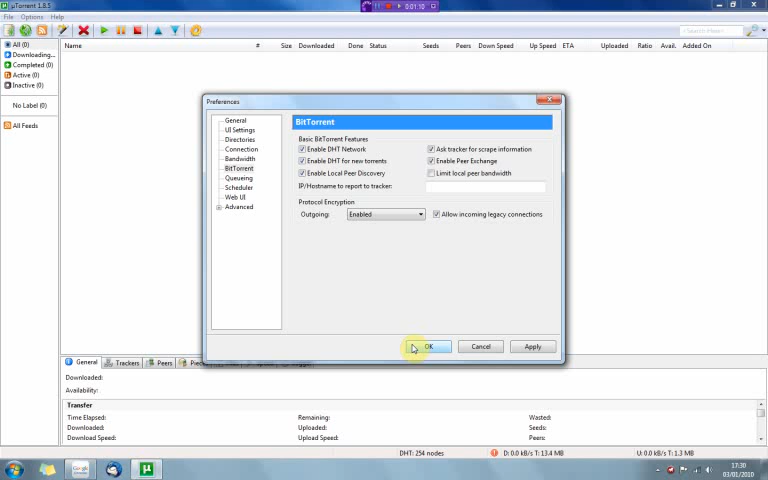 µTorrent 1.8.5
0:01:10
File Options Help
All (0)
Downloading...
Completed (0)
Active (0)
Inactive (0)
No Label (0)
All Feeds
Name # Size Downloaded Done Status Seeds Peers Down Speed Up Speed ETA Uploaded Ratio Avail. Added On
Preferences
General
UI Settings
Directories
Connection
Bandwidth
BitTorrent
Queueing
Scheduler
Web UI
Advanced
BitTorrent
Basic BitTorrent Features
Enable DHT Network
Ask tracker for scrape information
Enable DHT for new torrents
Enable Peer Exchange
Enable Local Peer Discovery
Limit local peer bandwidth
IP/Hostname to report to tracker:
Protocol Encryption
Outgoing: Enabled
Allow incoming legacy connections
OK Cancel Apply
General Trackers Peers
Downloaded:
Availability:
Transfer
Time Elapsed: Remaining: Wasted:
Downloaded: Uploaded: Seeds:
Download Speed: Upload Speed: Peers:
DHT: 254 nodes D: 0.0 kB/s T: 13.4 MB U: 0.0 kB/s T: 1.3 MB
17:30
03/01/2010